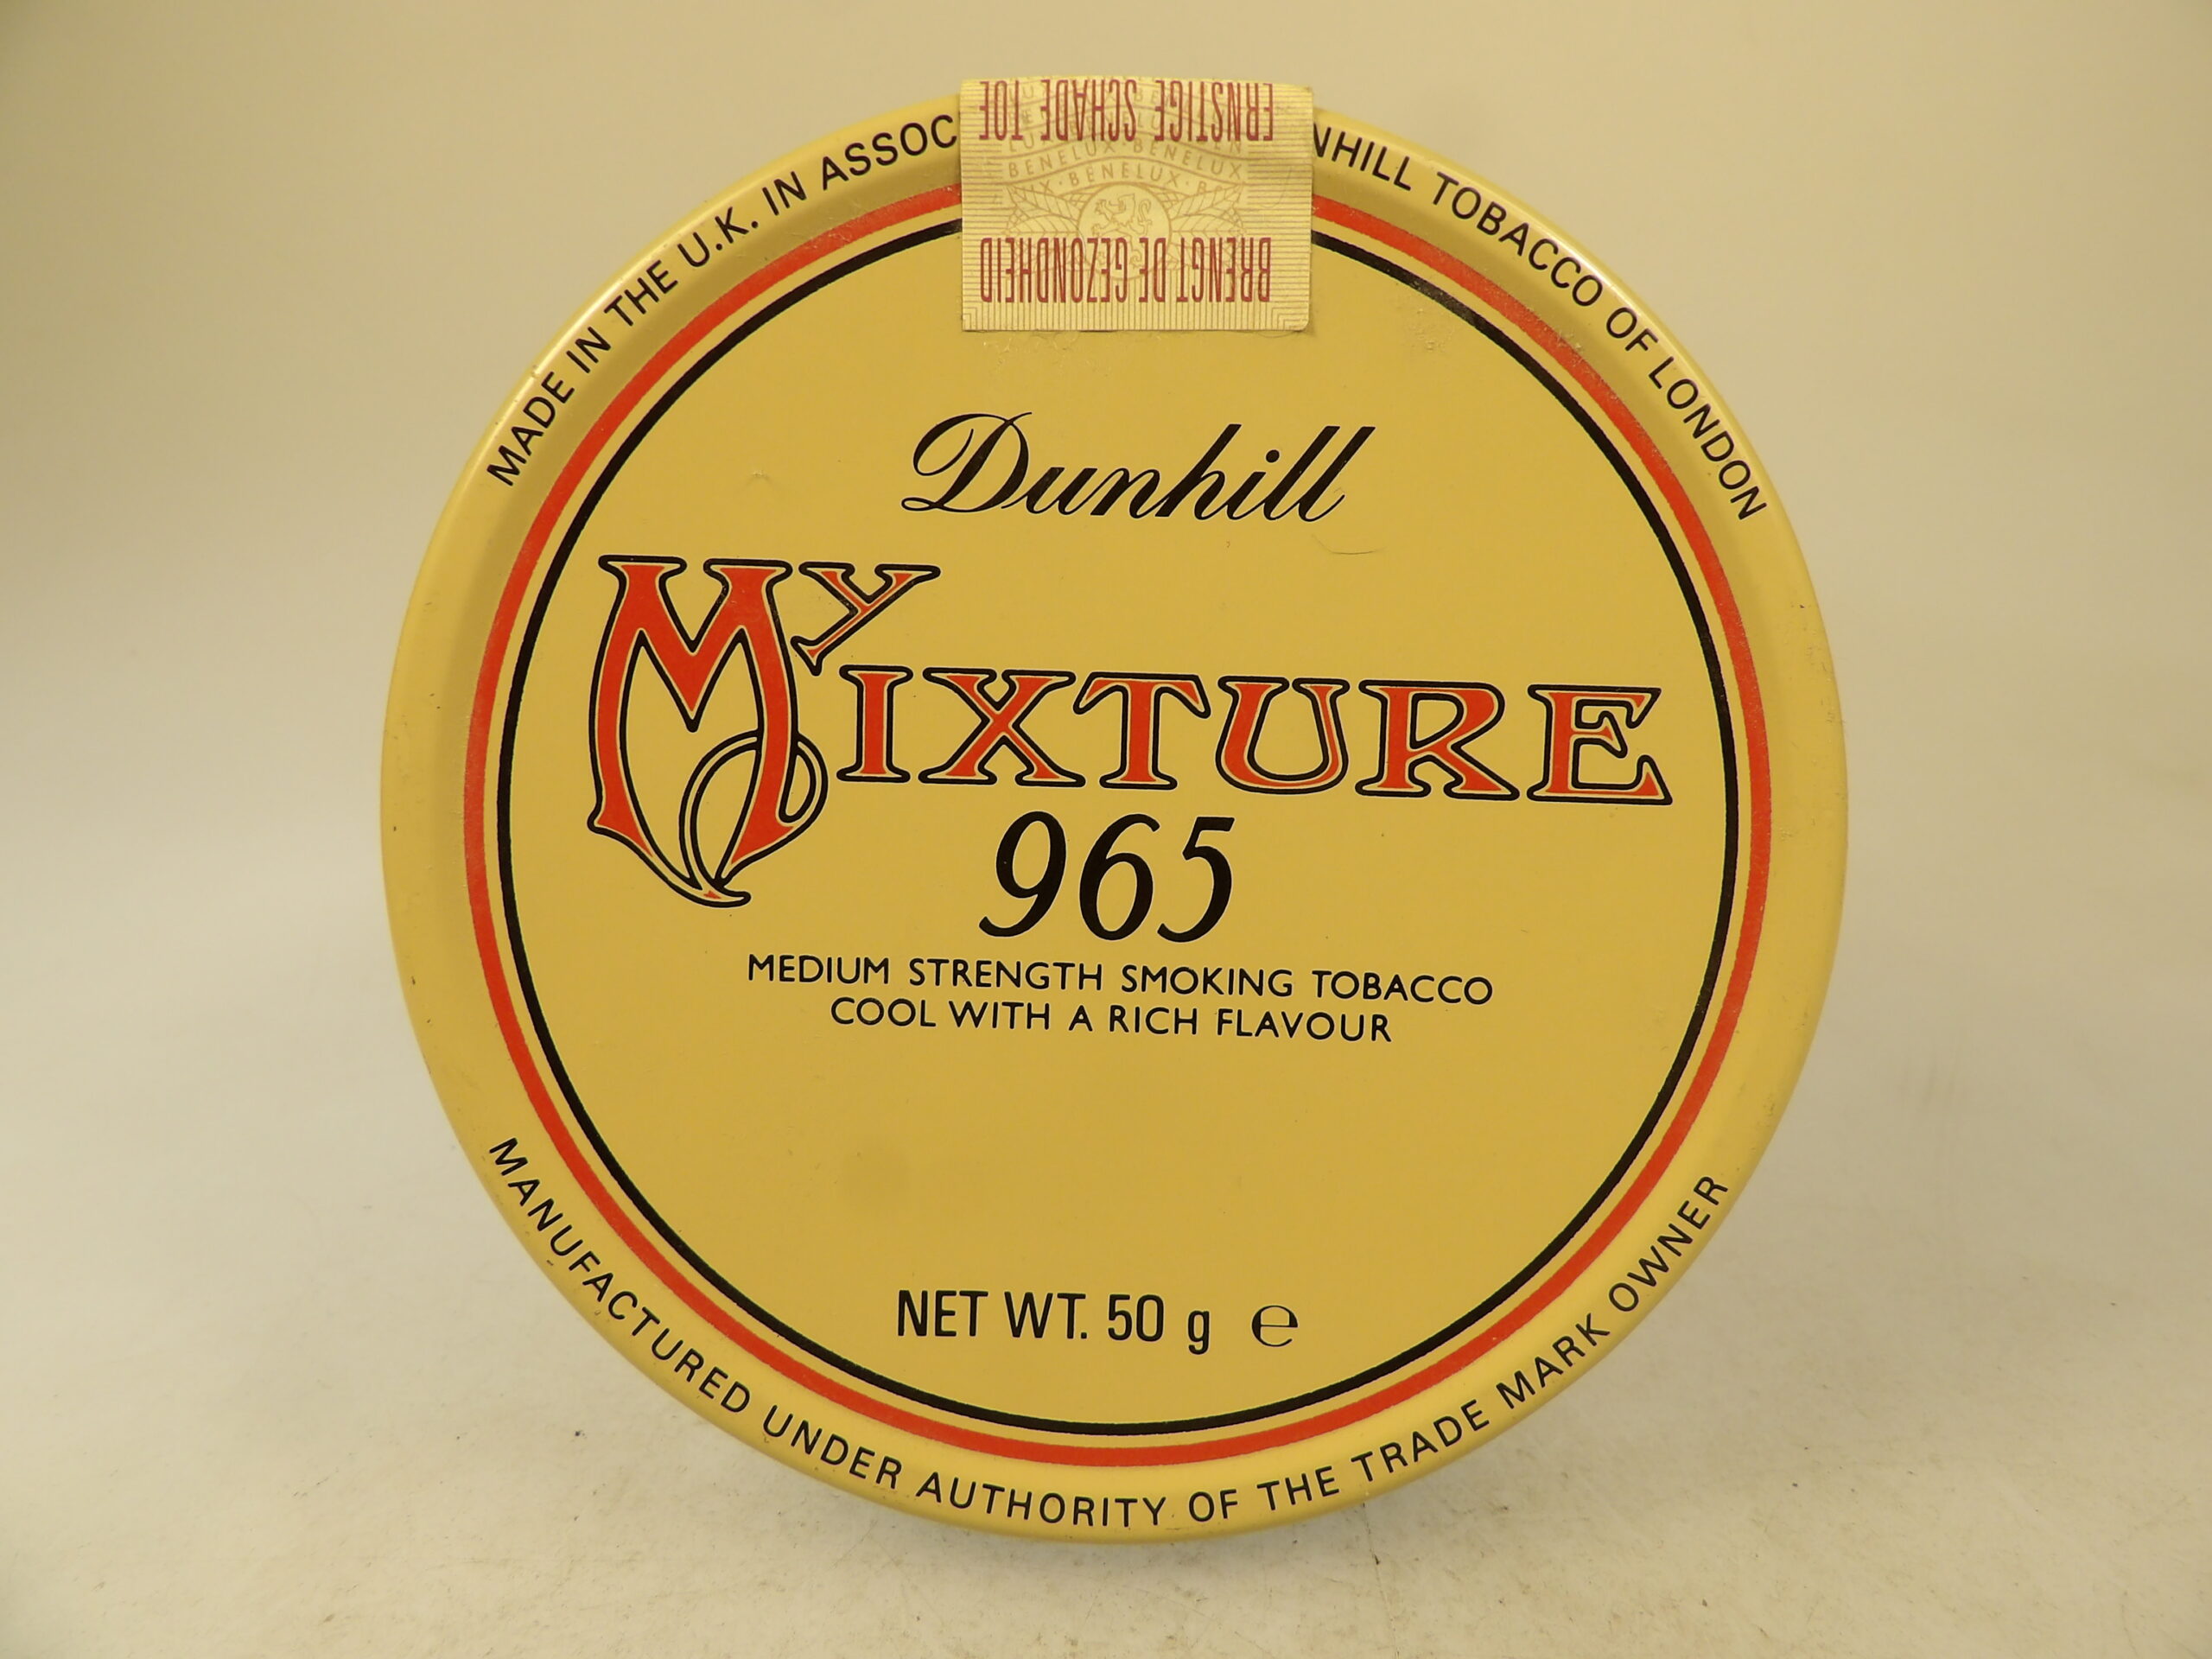 ERNSTIGE SCHADE TOE
BENELUX · BENELUX
BENELUX
BRENGT DE GEZONDHEID
MADE IN THE U.K. IN ASSOC
NHILL TOBACCO OF LONDON
Dunhill
MY
MIXTURE
965
MEDIUM STRENGTH SMOKING TOBACCO
COOL WITH A RICH FLAVOUR
NET WT. 50 g e
MANUFACTURED UNDER AUTHORITY OF THE TRADE MARK OWNER